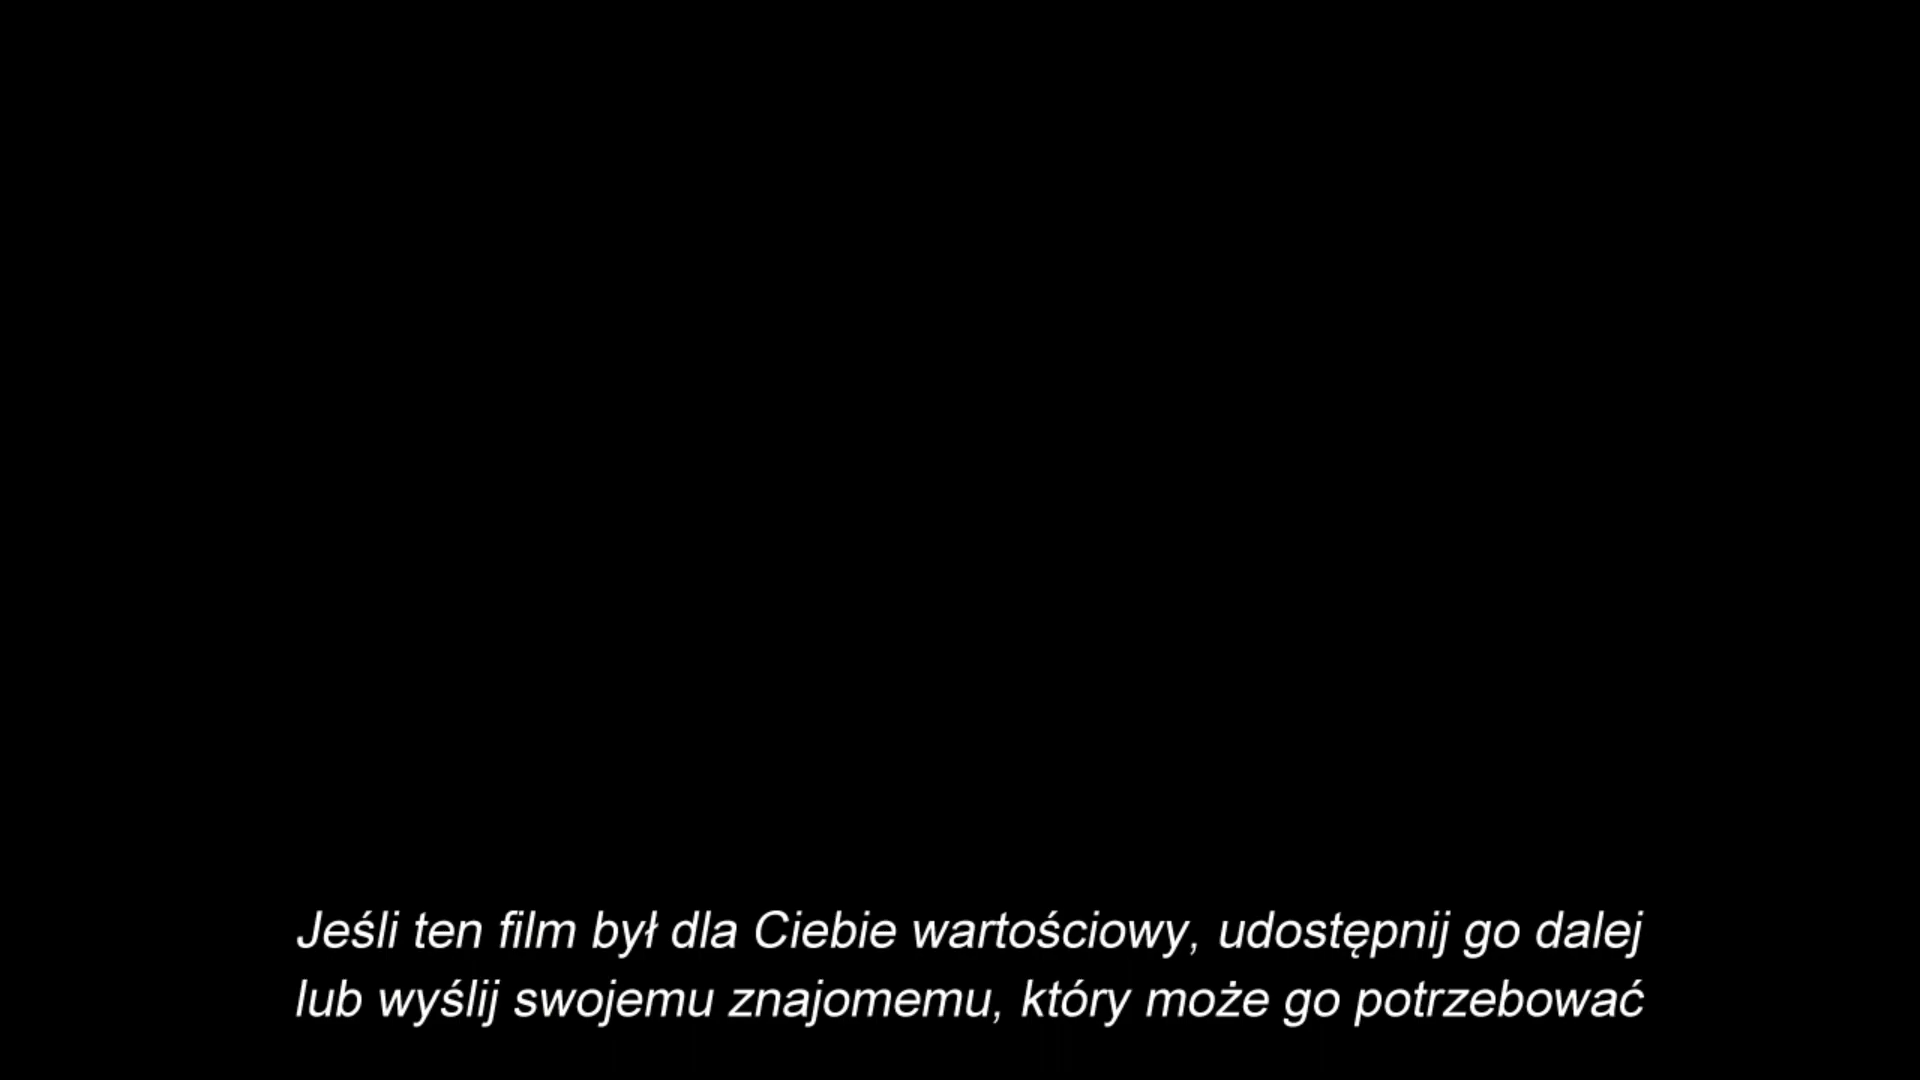 Jeśli ten film był dla Ciebie wartościowy, udostępnij go dalej
lub wyślij swojemu znajomemu, który może go potrzebować